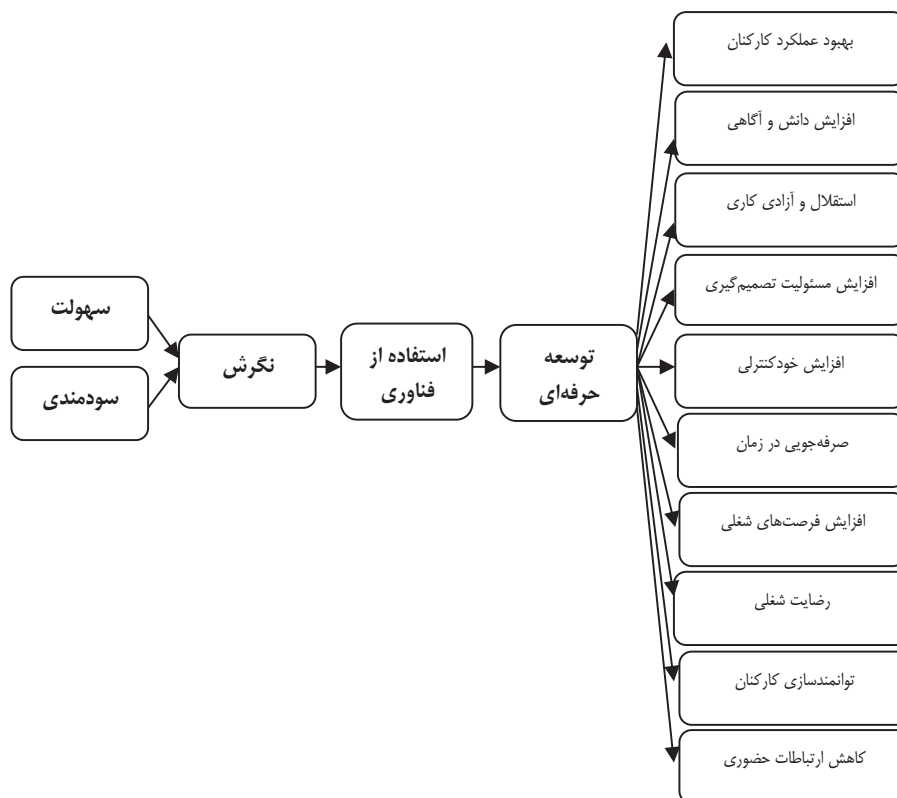 سهولت
سودمندی
نگرش
استفاده از
فناوری
توسعه
حرفه‌ای
بهبود عملکرد کارکنان
افزایش دانش و آگاهی
استقلال و آزادی کاری
افزایش مسئولیت تصمیم‌گیری
افزایش خودکنترلی
صرفه‌جویی در زمان
افزایش فرصت‌های شغلی
رضایت شغلی
توانمندسازی کارکنان
کاهش ارتباطات حضوری